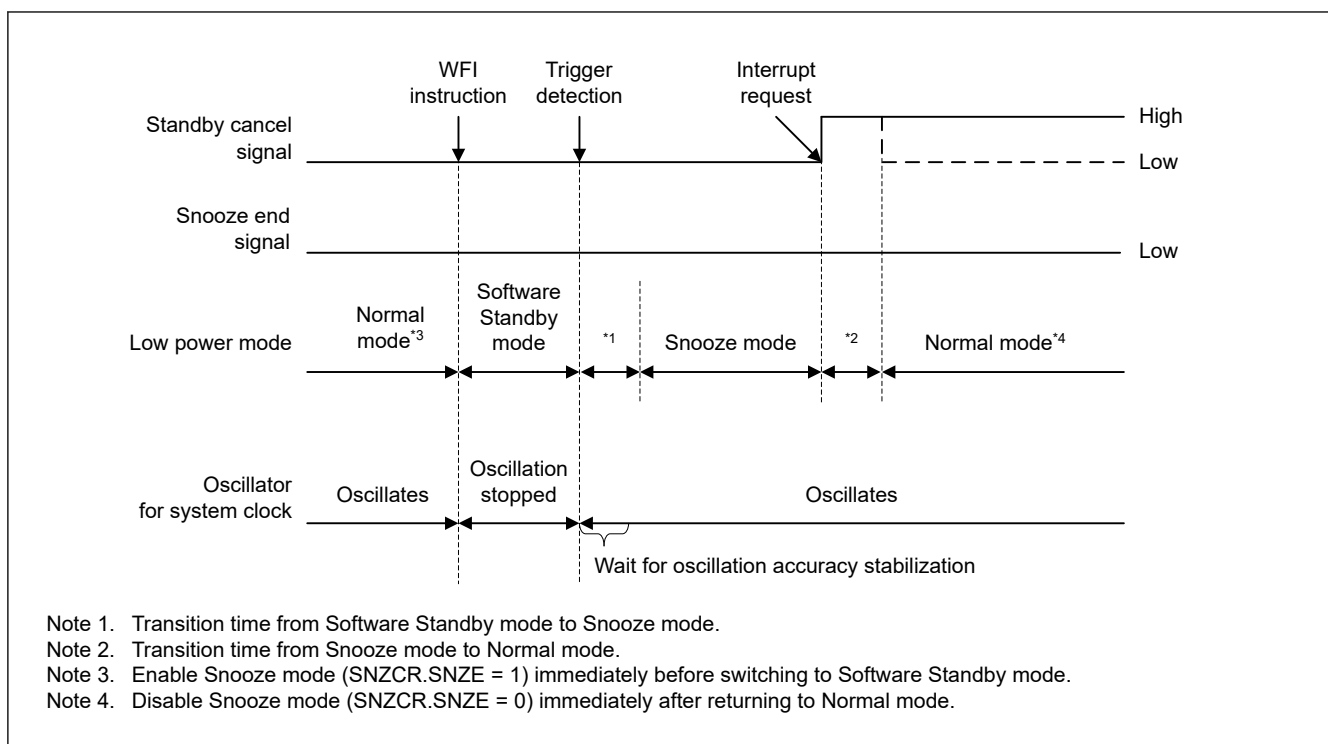 WFI
instruction
Trigger
detection
Interrupt
request
Standby cancel
signal
High
Low
Snooze end
signal
Low
Low power mode
Normal
mode*3
Software
Standby
mode
*1
Snooze mode
*2
Normal mode*4
Oscillator
for system clock
Oscillates
Oscillation
stopped
Oscillates
Wait for oscillation accuracy stabilization
Note 1. Transition time from Software Standby mode to Snooze mode.
Note 2. Transition time from Snooze mode to Normal mode.
Note 3. Enable Snooze mode (SNZCR.SNZE = 1) immediately before switching to Software Standby mode.
Note 4. Disable Snooze mode (SNZCR.SNZE = 0) immediately after returning to Normal mode.